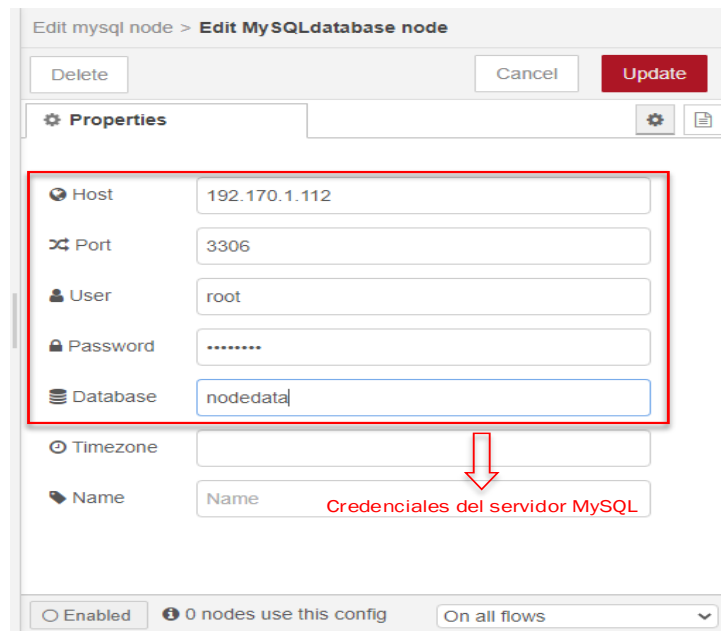 Edit mysql node > Edit MySQLdatabase node
Delete Cancel Update
Properties
Host 192.170.1.112
Port 3306
User root
Password ••••••••
Database nodedata
Timezone
Name Name
Credenciales del servidor MySQL
Enabled 0 nodes use this config On all flows